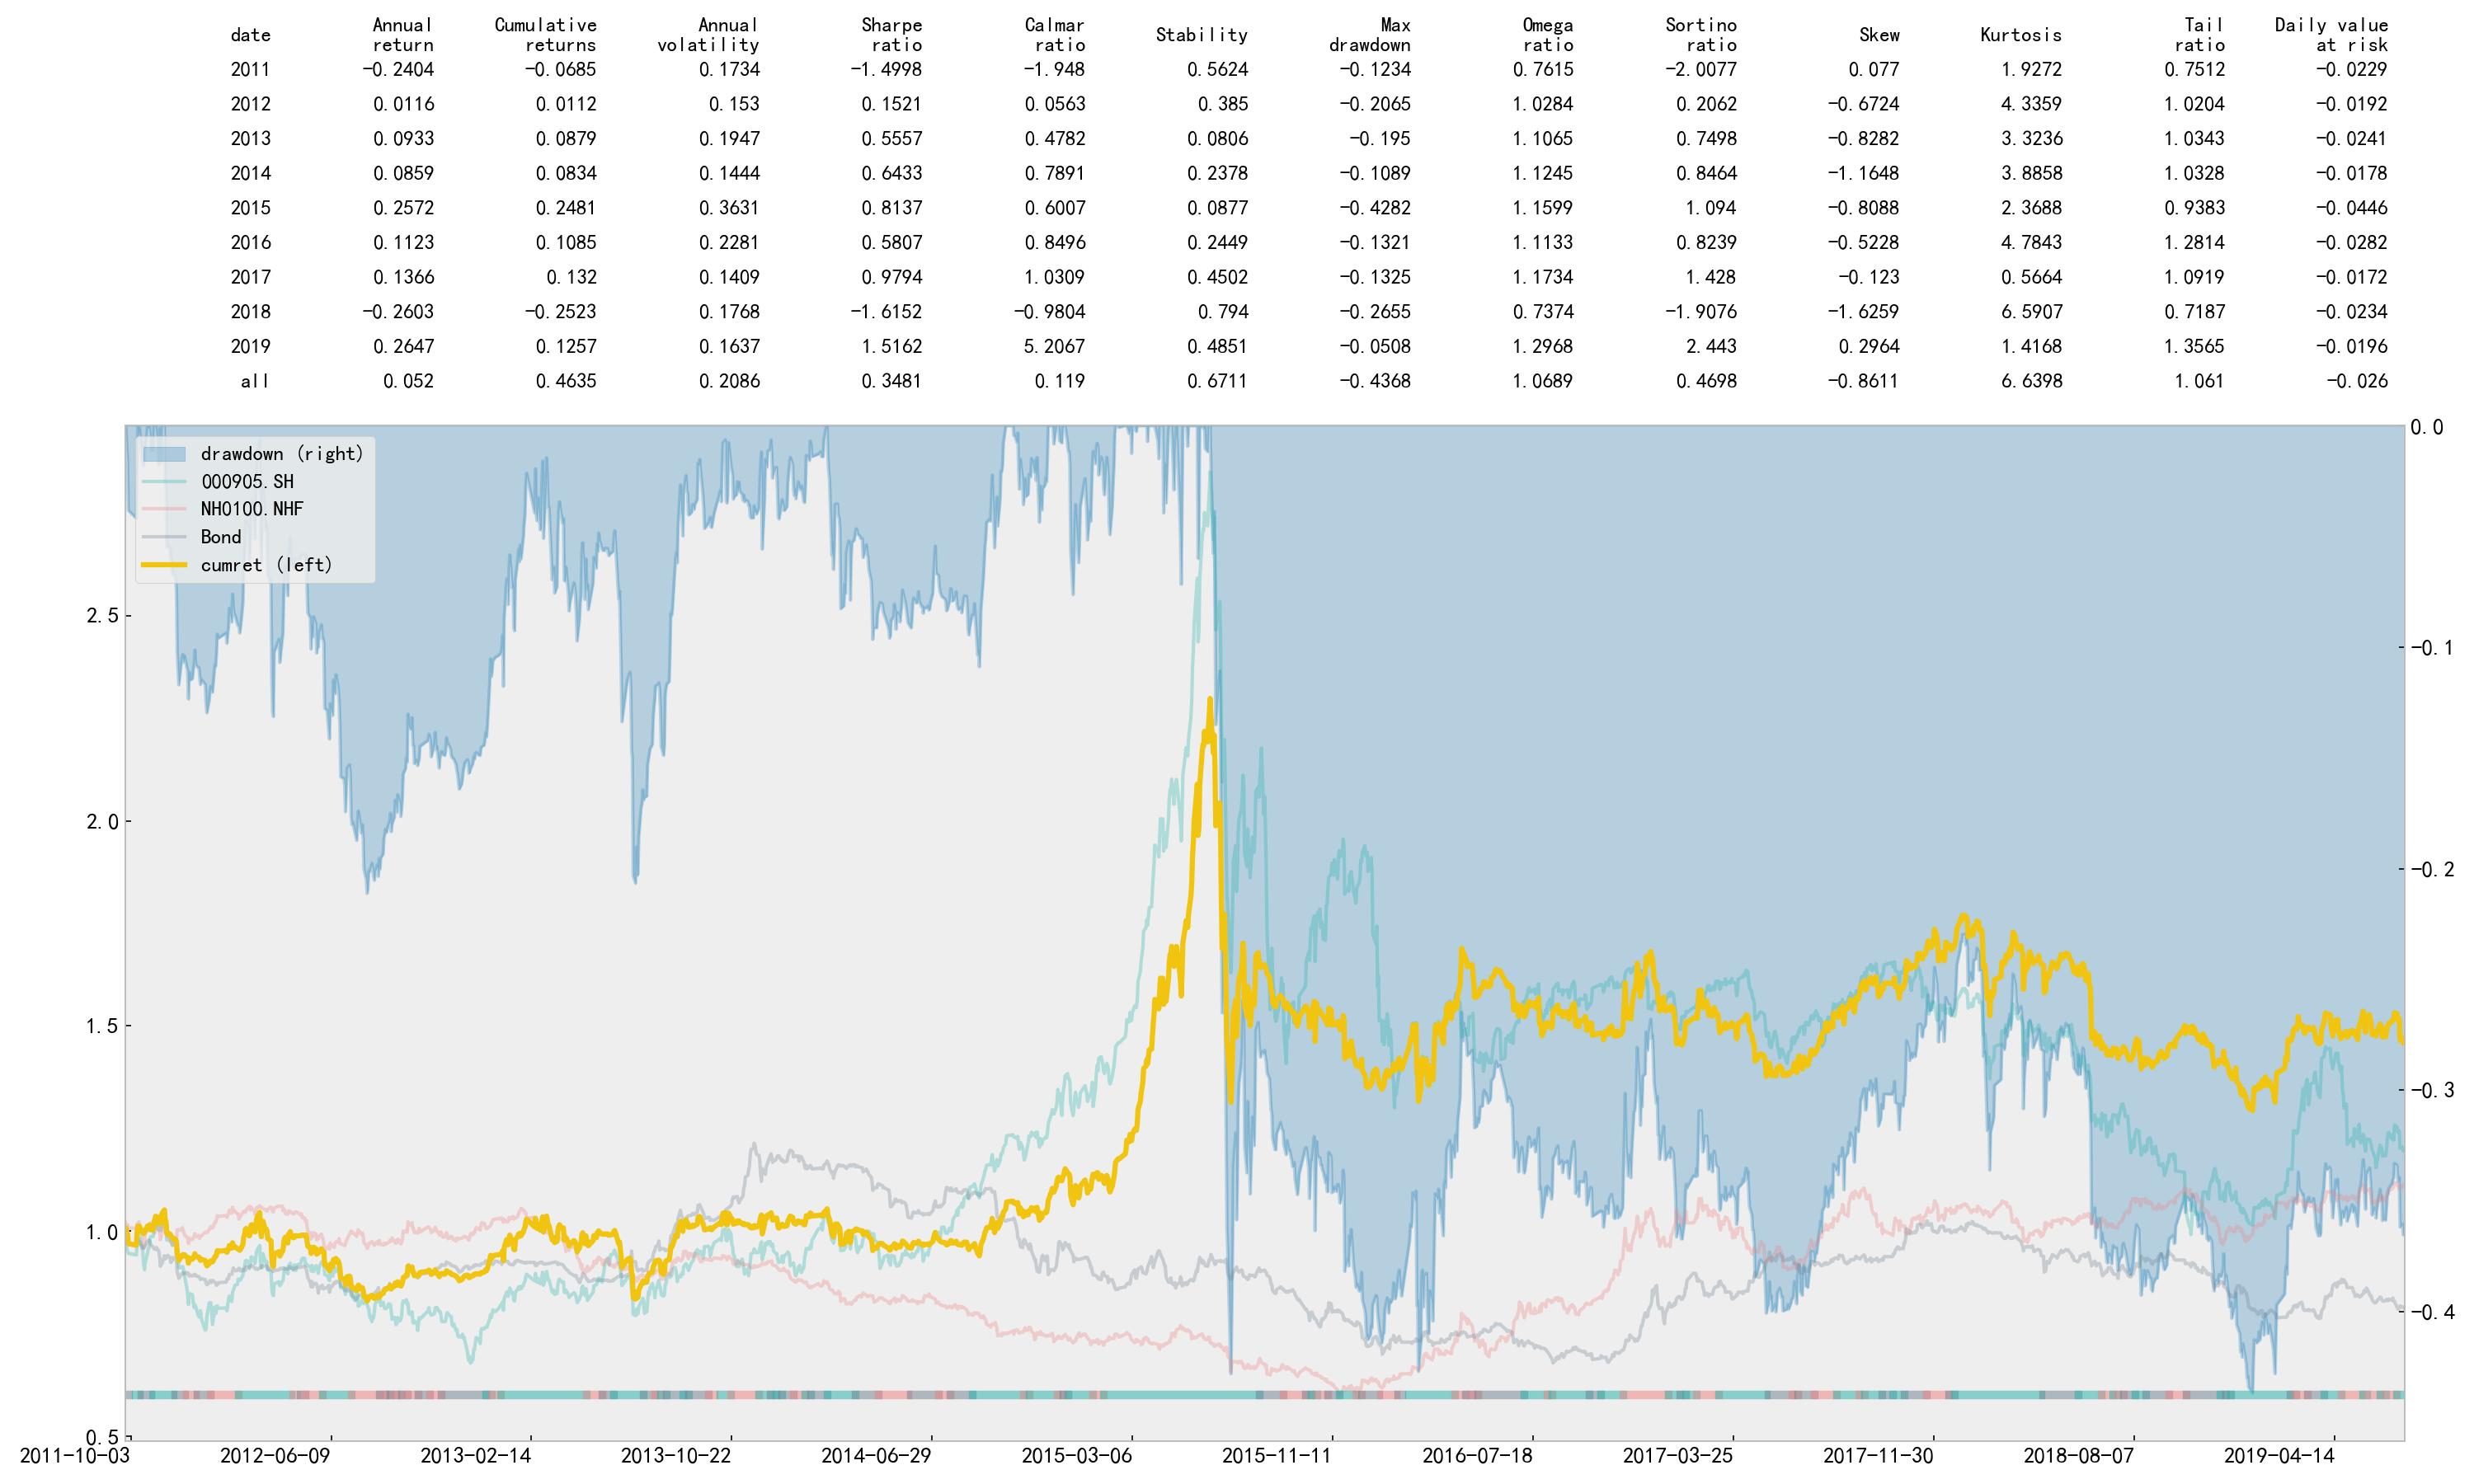 date Annual return Cumulative returns Annual volatility Sharpe ratio Calmar ratio Stability Max drawdown Omega ratio Sortino ratio Skew Kurtosis Tail ratio Daily value at risk
2011 -0.2404 -0.0685 0.1734 -1.4998 -1.948 0.5624 -0.1234 0.7615 -2.0077 0.077 1.9272 0.7512 -0.0229
2012 0.0116 0.0112 0.153 0.1521 0.0563 0.385 -0.2065 1.0284 0.2062 -0.6724 4.3359 1.0204 -0.0192
2013 0.0933 0.0879 0.1947 0.5557 0.4782 0.0806 -0.195 1.1065 0.7498 -0.8282 3.3236 1.0343 -0.0241
2014 0.0859 0.0834 0.1444 0.6433 0.7891 0.2378 -0.1089 1.1245 0.8464 -1.1648 3.8858 1.0328 -0.0178
2015 0.2572 0.2481 0.3631 0.8137 0.6007 0.0877 -0.4282 1.1599 1.094 -0.8088 2.3688 0.9383 -0.0446
2016 0.1123 0.1085 0.2281 0.5807 0.8496 0.2449 -0.1321 1.1133 0.8239 -0.5228 4.7843 1.2814 -0.0282
2017 0.1366 0.132 0.1409 0.9794 1.0309 0.4502 -0.1325 1.1734 1.428 -0.123 0.5664 1.0919 -0.0172
2018 -0.2603 -0.2523 0.1768 -1.6152 -0.9804 0.794 -0.2655 0.7374 -1.9076 -1.6259 6.5907 0.7187 -0.0234
2019 0.2647 0.1257 0.1637 1.5162 5.2067 0.4851 -0.0508 1.2968 2.443 0.2964 1.4168 1.3565 -0.0196
all 0.052 0.4635 0.2086 0.3481 0.119 0.6711 -0.4368 1.0689 0.4698 -0.8611 6.6398 1.061 -0.026
drawdown (right)
000905.SH
NH0100.NHF
Bond
cumret (left)
2.5
2.0
1.5
1.0
0.5
0.0
-0.1
-0.2
-0.3
-0.4
2011-10-03 2012-06-09 2013-02-14 2013-10-22 2014-06-29 2015-03-06 2015-11-11 2016-07-18 2017-03-25 2017-11-30 2018-08-07 2019-04-14